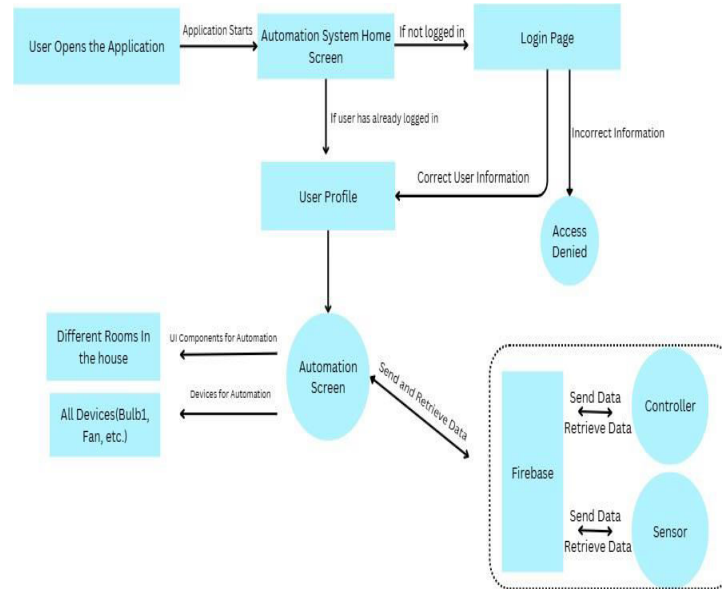 User Opens the Application
Application Starts
Automation System Home
Screen
If not logged in
Login Page
If user has already logged in
Incorrect Information
Correct User Information
User Profile
Access
Denied
Different Rooms In
the house
UI Components for Automation
Automation
Screen
Devices for Automation
All Devices(Bulb1,
Fan, etc.)
Send and Retrieve Data
Firebase
Send Data
Retrieve Data
Controller
Send Data
Retrieve Data
Sensor